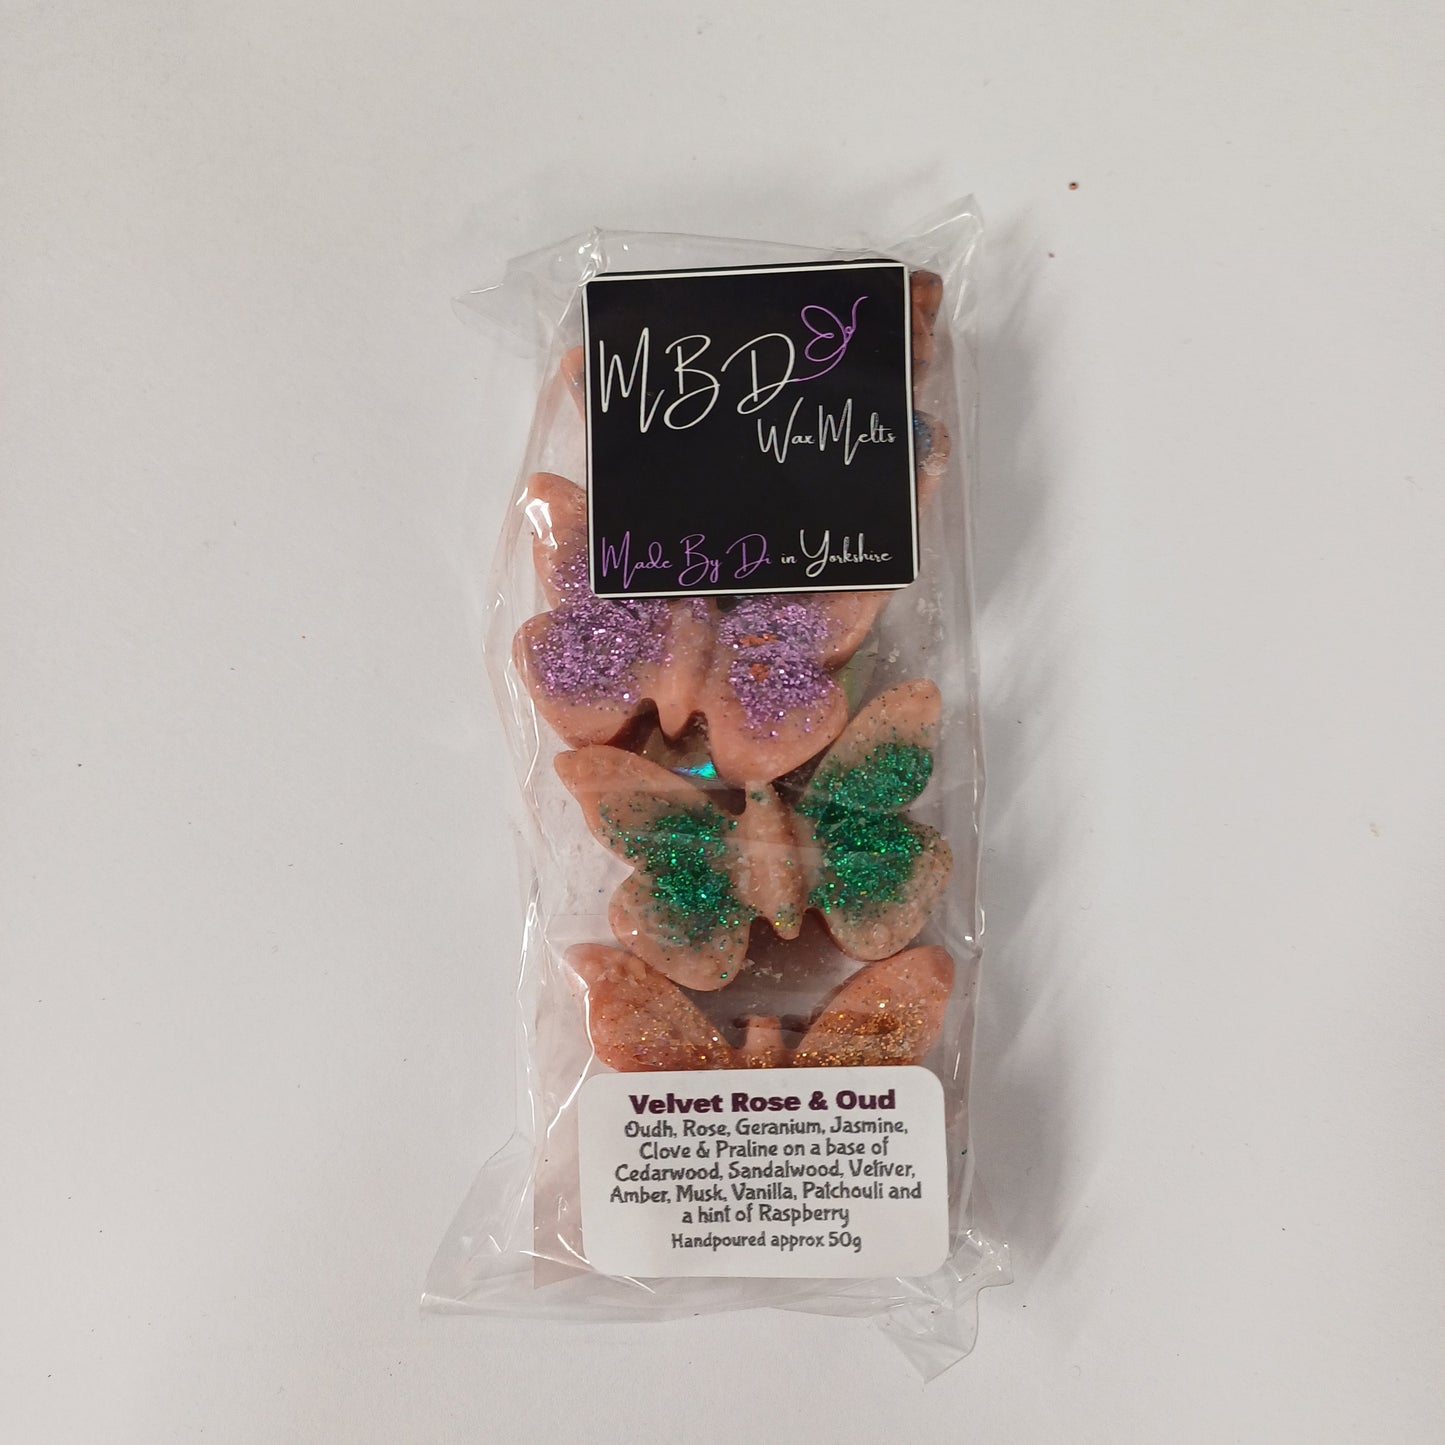 MBD
Wax Melts
Made By Di in Yorkshire
Velvet Rose & Oud
Oudh, Rose, Geranium, Jasmine,
Clove & Praline on a base of
Cedarwood, Sandalwood, Vetiver,
Amber, Musk, Vanilla, Patchouli and
a hint of Raspberry
Handpoured approx 50g